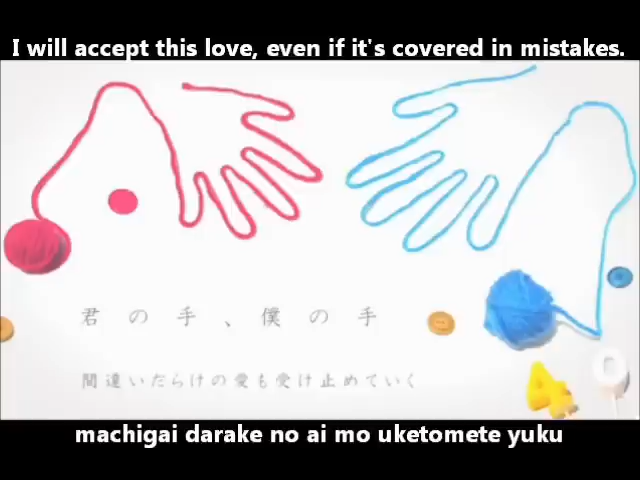 I will accept this love, even if it's covered in mistakes.
君の手、僕の手
間違いだらけの愛も受け止めていく
machigai darake no ai mo uketomete yuku